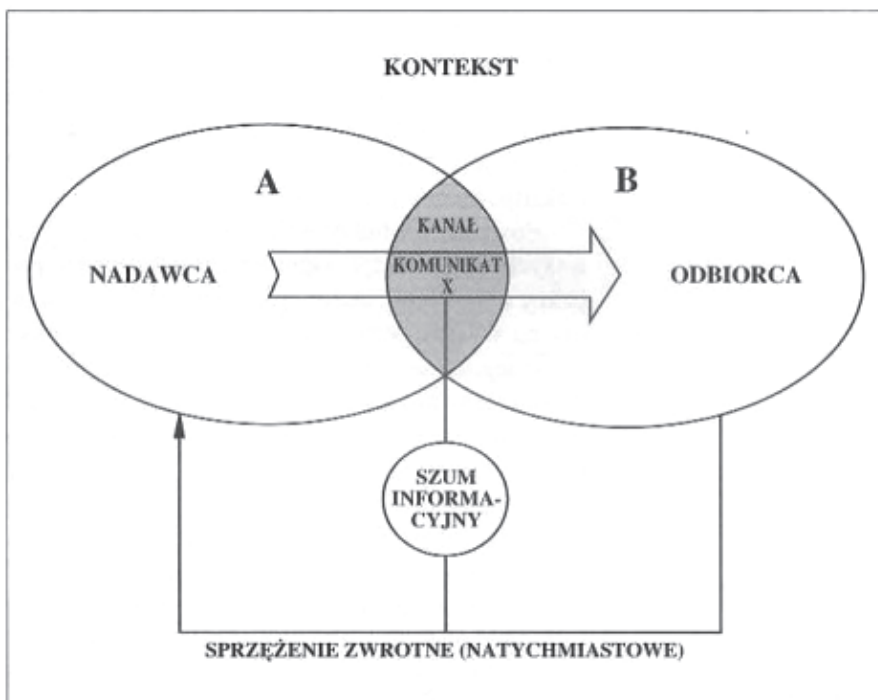 KONTEKST
A
B
KANAŁ
NADAWCA
KOMUNIKAT
X
ODBIORCA
SZUM
INFORMA-
CYJNY
SPRZĘŻENIE ZWROTNE (NATYCHMIASTOWE)